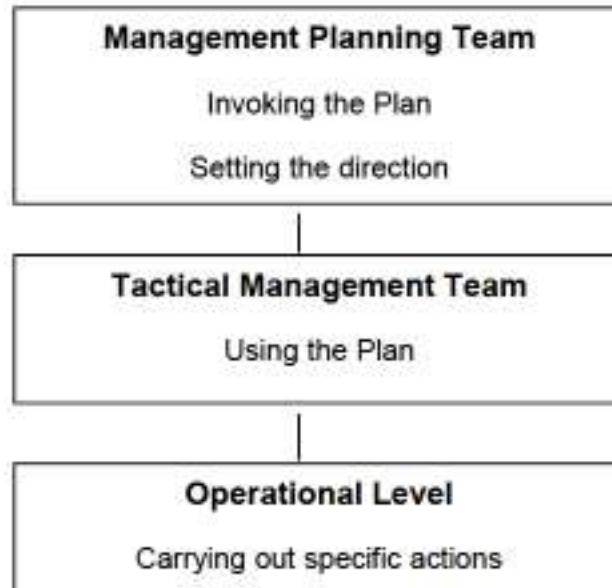 Management Planning Team
Invoking the Plan
Setting the direction
Tactical Management Team
Using the Plan
Operational Level
Carrying out specific actions